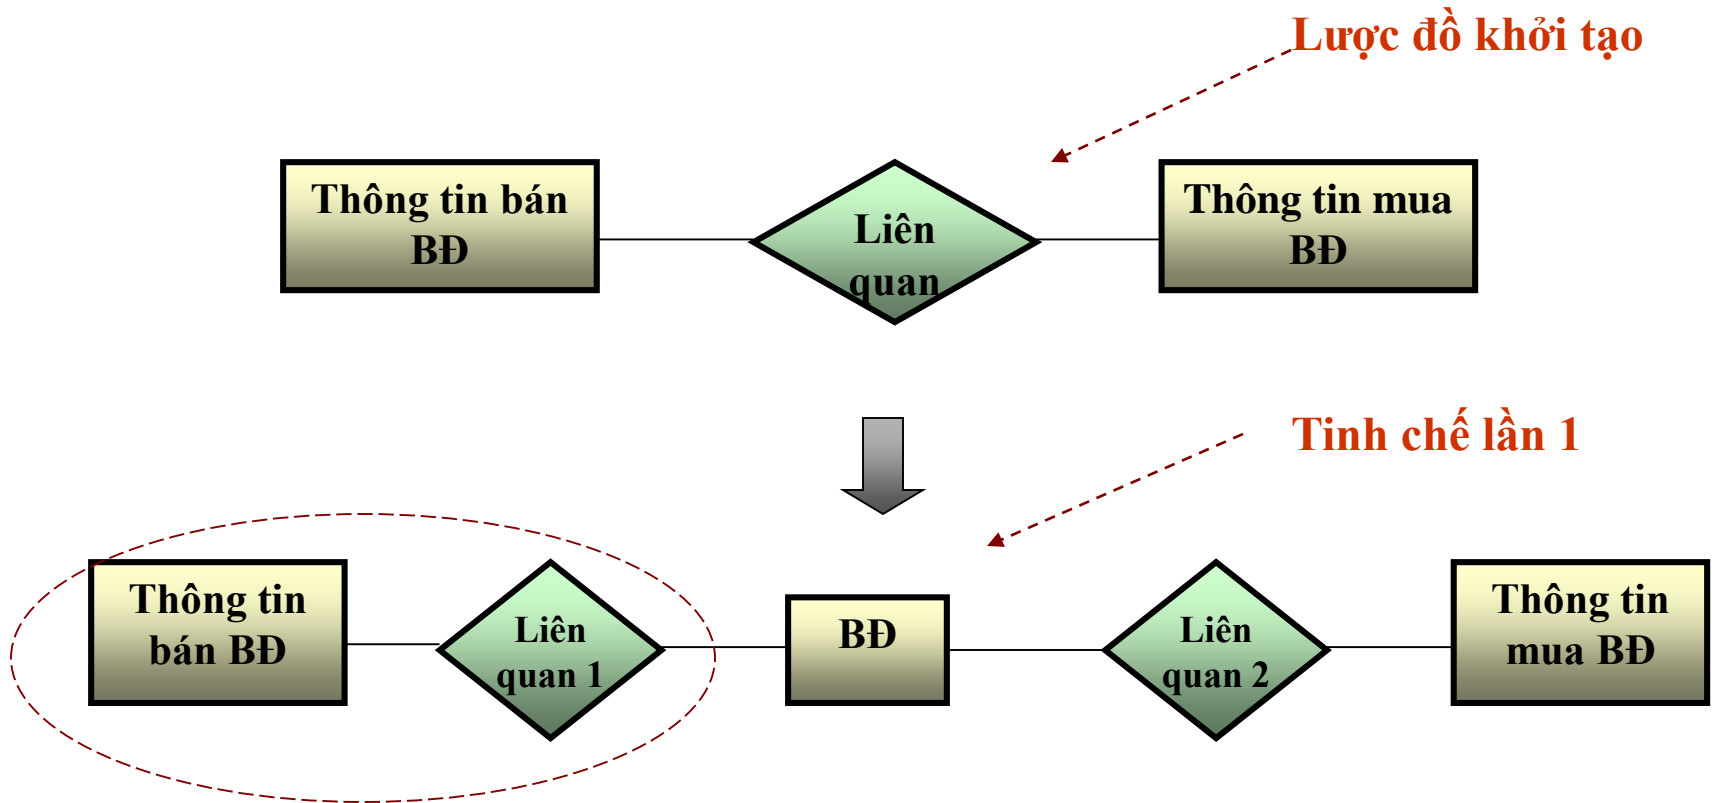 Lược đồ khởi tạo
Thông tin bán
BĐ
Liên
quan
Thông tin mua
BĐ
Tinh chế lần 1
Thông tin
bán BĐ
Liên
quan 1
BĐ
Liên
quan 2
Thông tin
mua BĐ